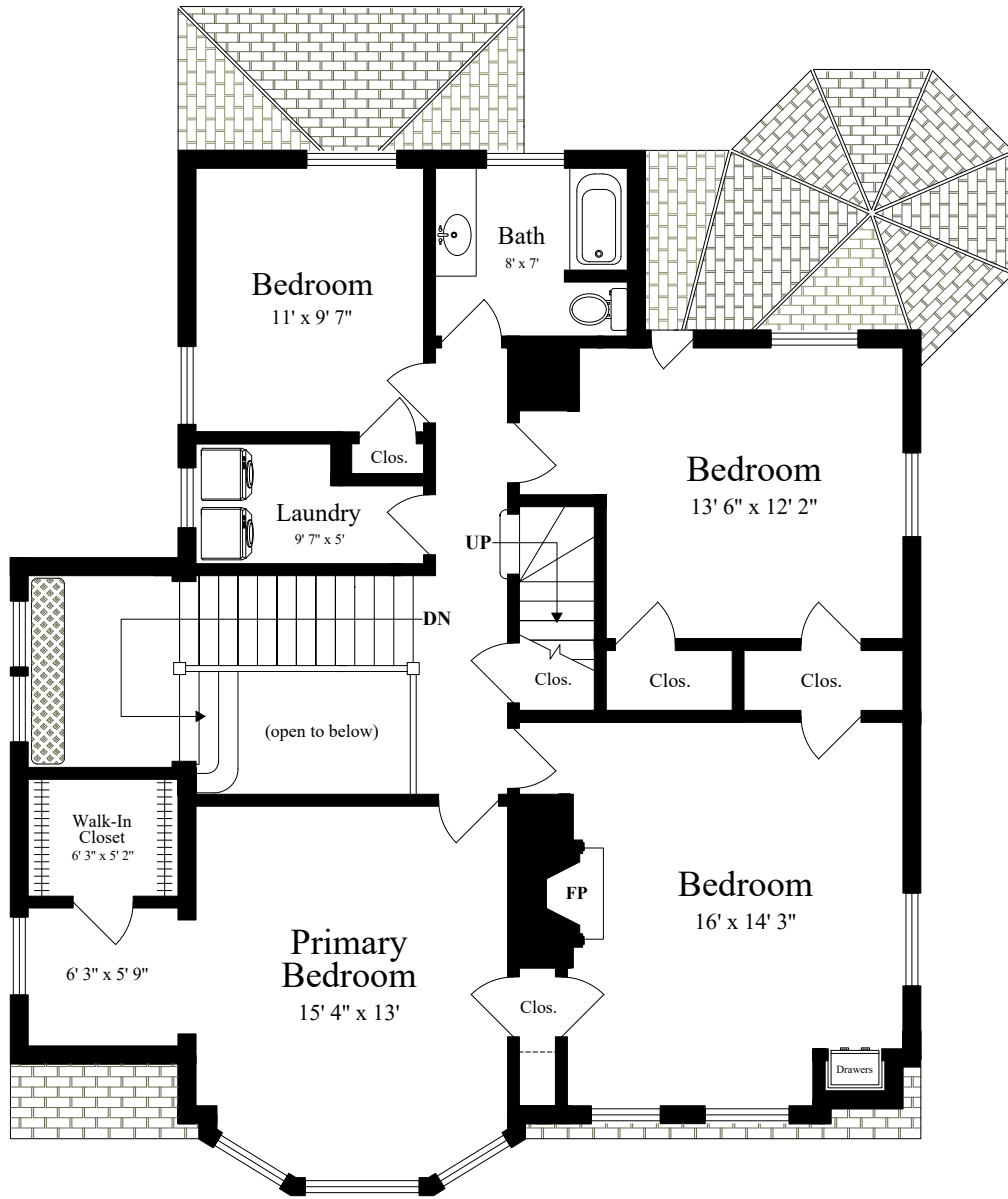 Bath
8' x 7'
Bedroom
11' x 9' 7"
Clos.
Bedroom
13' 6" x 12' 2"
Laundry
9' 7" x 5'
UP
DN
Clos.
Clos.
Clos.
(open to below)
Walk-In
Closet
6' 3" x 5' 2"
Bedroom
16' x 14' 3"
FP
Primary
Bedroom
15' 4" x 13'
6' 3" x 5' 9"
Clos.
Drawers